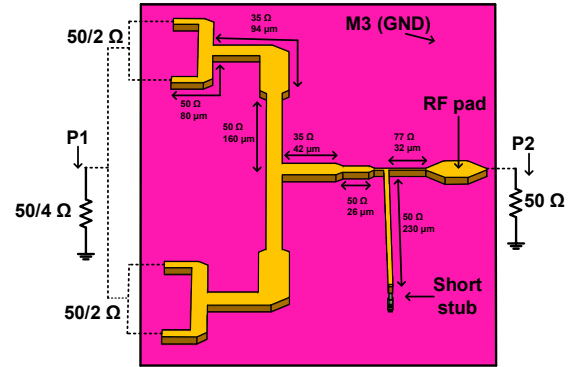 35 Ω
94 µm
M3 (GND)
50/2 Ω
50 Ω
80 µm
RF pad
50 Ω
160 µm
P1
35 Ω
42 µm
77 Ω
32 µm
P2
50/4 Ω
50 Ω
26 µm
50 Ω
230 µm
50 Ω
50/2 Ω
Short
stub